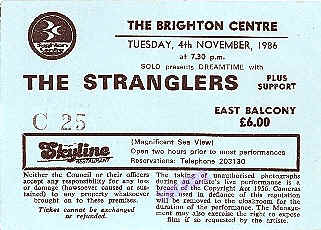 THE BRIGHTON CENTRE
TUESDAY, 4th NOVEMBER, 1986
at 7.30 p.m.
SOLO presents DREAMTIME with
THE STRANGLERS PLUS SUPPORT
EAST BALCONY
£6.00
C 25
Skyline
RESTAURANT
(Magnificent Sea View)
Open two hours prior to most performances
Reservations: Telephone 203130
Neither the Council or their officers
accept any responsibility for any loss
or damage (howsoever caused or sus-
tained) to any property whatsoever
brought on to these premises.
Ticket cannot be exchanged
or refunded.
The taking of unauthorised photographs
during an artiste's live performance is a
breach of the Copyright Act 1956. Cameras
being used in defiance of this regulation
will be removed to the cloakroom for the
duration of the performance. The Manage-
ment may also exercise the right to expose
film if so requested by the artiste.